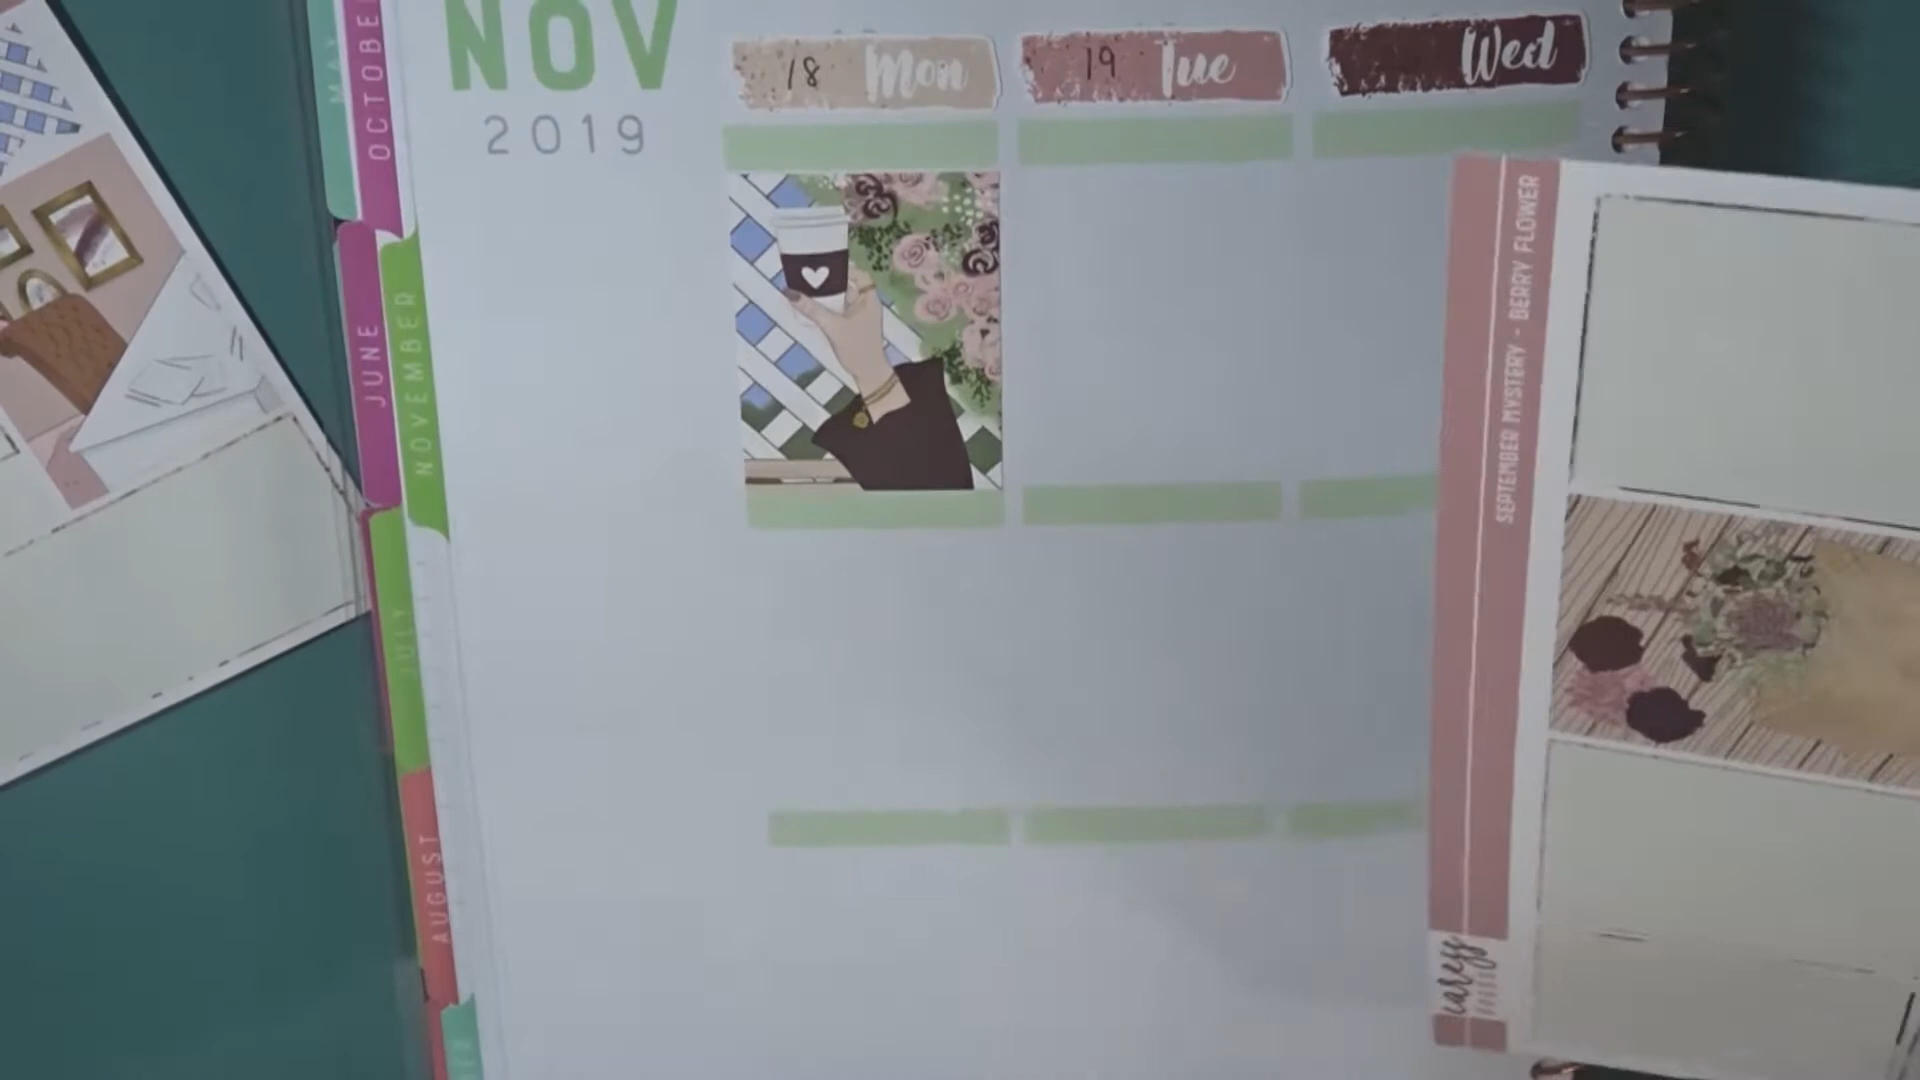 NOV
2019
18 Mon
19 Tue
Wed
MAY
OCTOBER
JUNE
NOVEMBER
JULY
AUGUST
SEPTEMBER MYSTERY - BERRY FLOWER
caress